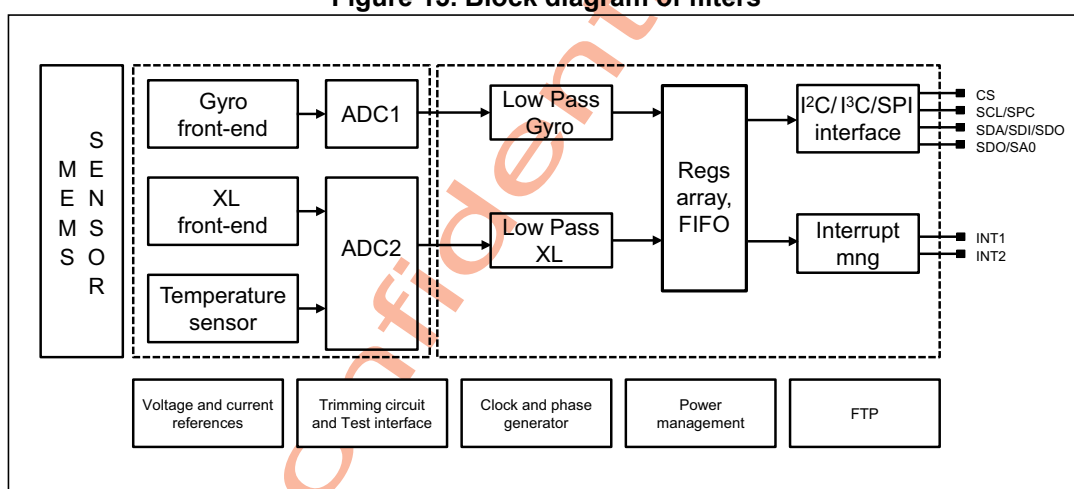 Figure 15. Block diagram of filters
M E M S
S E N S O R
Gyro
front-end
ADC1
XL
front-end
ADC2
Temperature
sensor
Low Pass
Gyro
Low Pass
XL
Regs
array,
FIFO
I²C/ I³C/SPI
interface
CS
SCL/SPC
SDA/SDI/SDO
SDO/SA0
Interrupt
mng
INT1
INT2
Voltage and current
references
Trimming circuit
and Test interface
Clock and phase
generator
Power
management
FTP
onfident